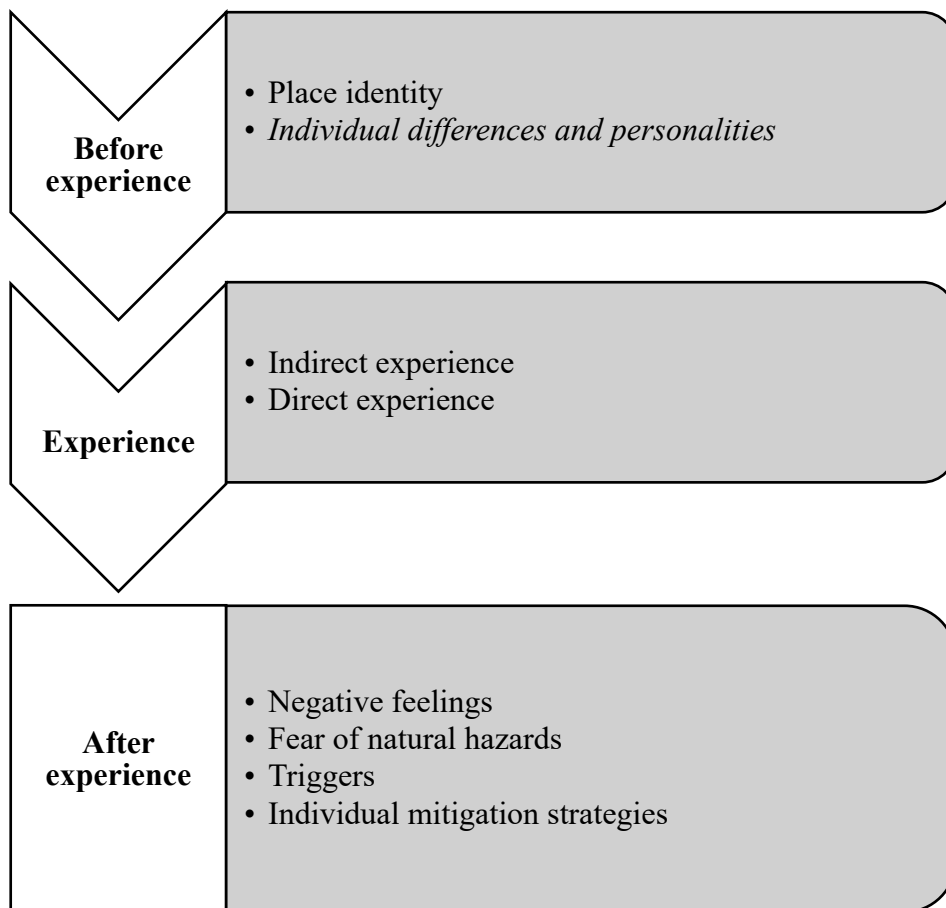 Before
experience
• Place identity
• Individual differences and personalities
Experience
• Indirect experience
• Direct experience
After
experience
• Negative feelings
• Fear of natural hazards
• Triggers
• Individual mitigation strategies